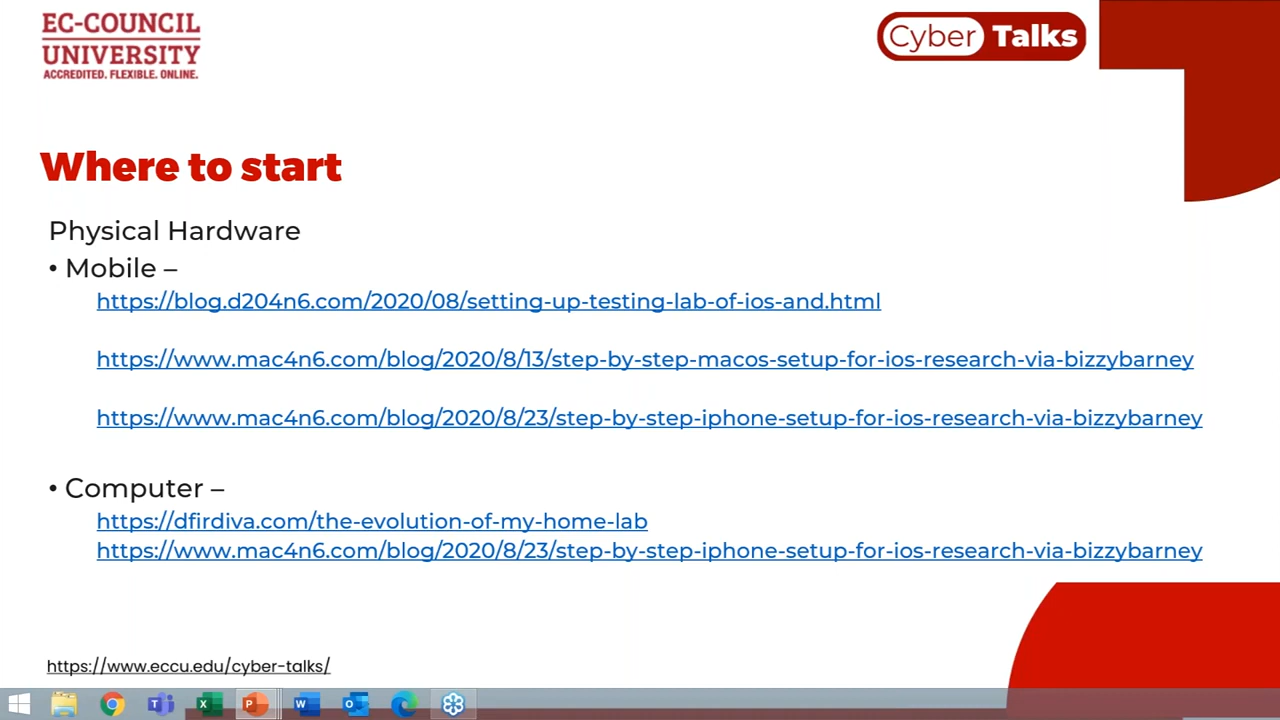 EC-COUNCIL
UNIVERSITY
ACCREDITED. FLEXIBLE. ONLINE.
Cyber Talks
Where to start
Physical Hardware
• Mobile –
https://blog.d204n6.com/2020/08/setting-up-testing-lab-of-ios-and.html
https://www.mac4n6.com/blog/2020/8/13/step-by-step-macos-setup-for-ios-research-via-bizzybarney
https://www.mac4n6.com/blog/2020/8/23/step-by-step-iphone-setup-for-ios-research-via-bizzybarney
• Computer –
https://dfirdiva.com/the-evolution-of-my-home-lab
https://www.mac4n6.com/blog/2020/8/23/step-by-step-iphone-setup-for-ios-research-via-bizzybarney
https://www.eccu.edu/cyber-talks/